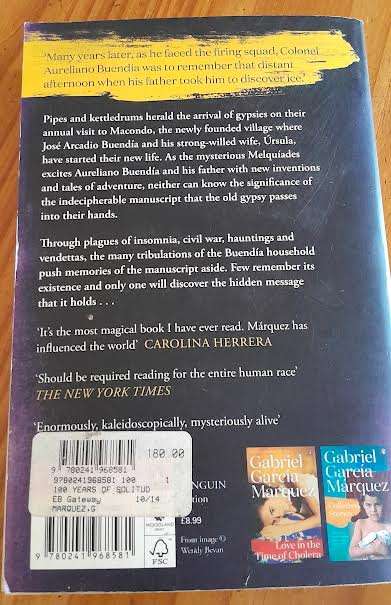 'Many years later, as he faced the firing squad, Colonel
Aureliano Buendía was to remember that distant
afternoon when his father took him to discover ice.'
Pipes and kettledrums herald the arrival of gypsies on their
annual visit to Macondo, the newly founded village where
José Arcadio Buendía and his strong-willed wife, Úrsula,
have started their new life. As the mysterious Melquíades
excites Aureliano Buendía and his father with new inventions
and tales of adventure, neither can know the significance of
the indecipherable manuscript that the old gypsy passes
into their hands.
Through plagues of insomnia, civil war, hauntings and
vendettas, the many tribulations of the Buendía household
push memories of the manuscript aside. Few remember its
existence and only one will discover the hidden message
that it holds . . .
'It's the most magical book I have ever read. Márquez has
influenced the world' CAROLINA HERRERA
'Should be required reading for the entire human race'
THE NEW YORK TIMES
'Enormously, kaleidoscopically, mysteriously alive'
180.00
9 780241 968581
9780241968581 100 1
100 YEARS OF SOLITUD
EB Gateway 10/14
MARQUEZ,G
NGUIN
tion
£8.99
FSC
From image ©
Wendy Bevan
9 780241 968581
Gabriel
García
Márquez
Love in the
Time of Cholera
Gabriel
García
Márquez